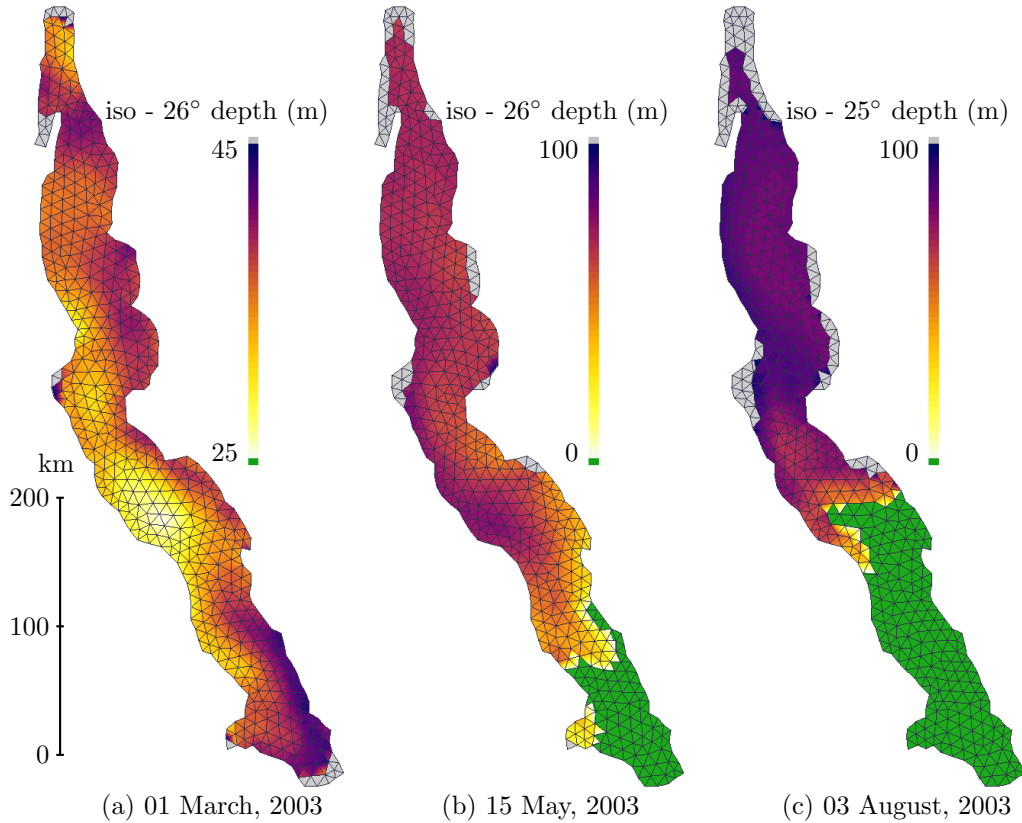 iso - 26° depth (m)
45
25
km
200
100
0
(a) 01 March, 2003
iso - 26° depth (m)
100
0
(b) 15 May, 2003
iso - 25° depth (m)
100
0
(c) 03 August, 2003